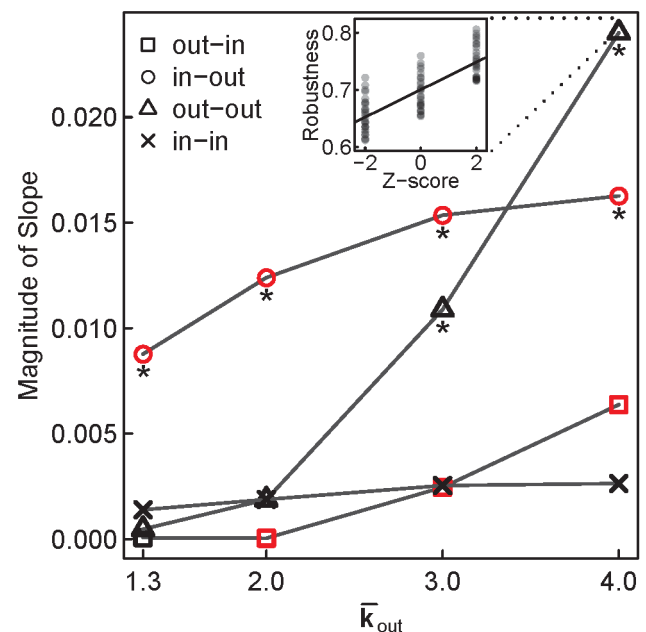 out−in
in−out
out−out
in−in
Robustness
0.8
0.7
0.6
−2
0
2
Z−score
*
*
*
*
*
*
Magnitude of Slope
0.020
0.015
0.010
0.005
0.000
1.3
2.0
3.0
4.0
k̅out